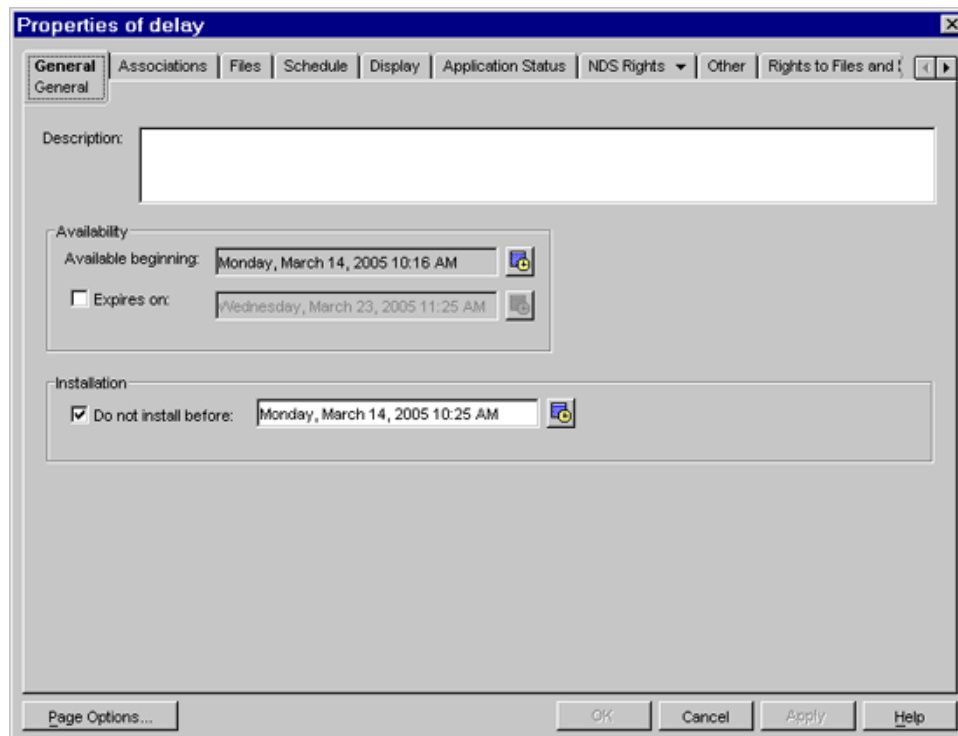 Properties of delay
General Associations Files Schedule Display Application Status NDS Rights Other Rights to Files and
General
Description:
Availability
Available beginning: Monday, March 14, 2005 10:16 AM
Expires on: Wednesday, March 23, 2005 11:25 AM
Installation
Do not install before: Monday, March 14, 2005 10:25 AM
Page Options... OK Cancel Apply Help